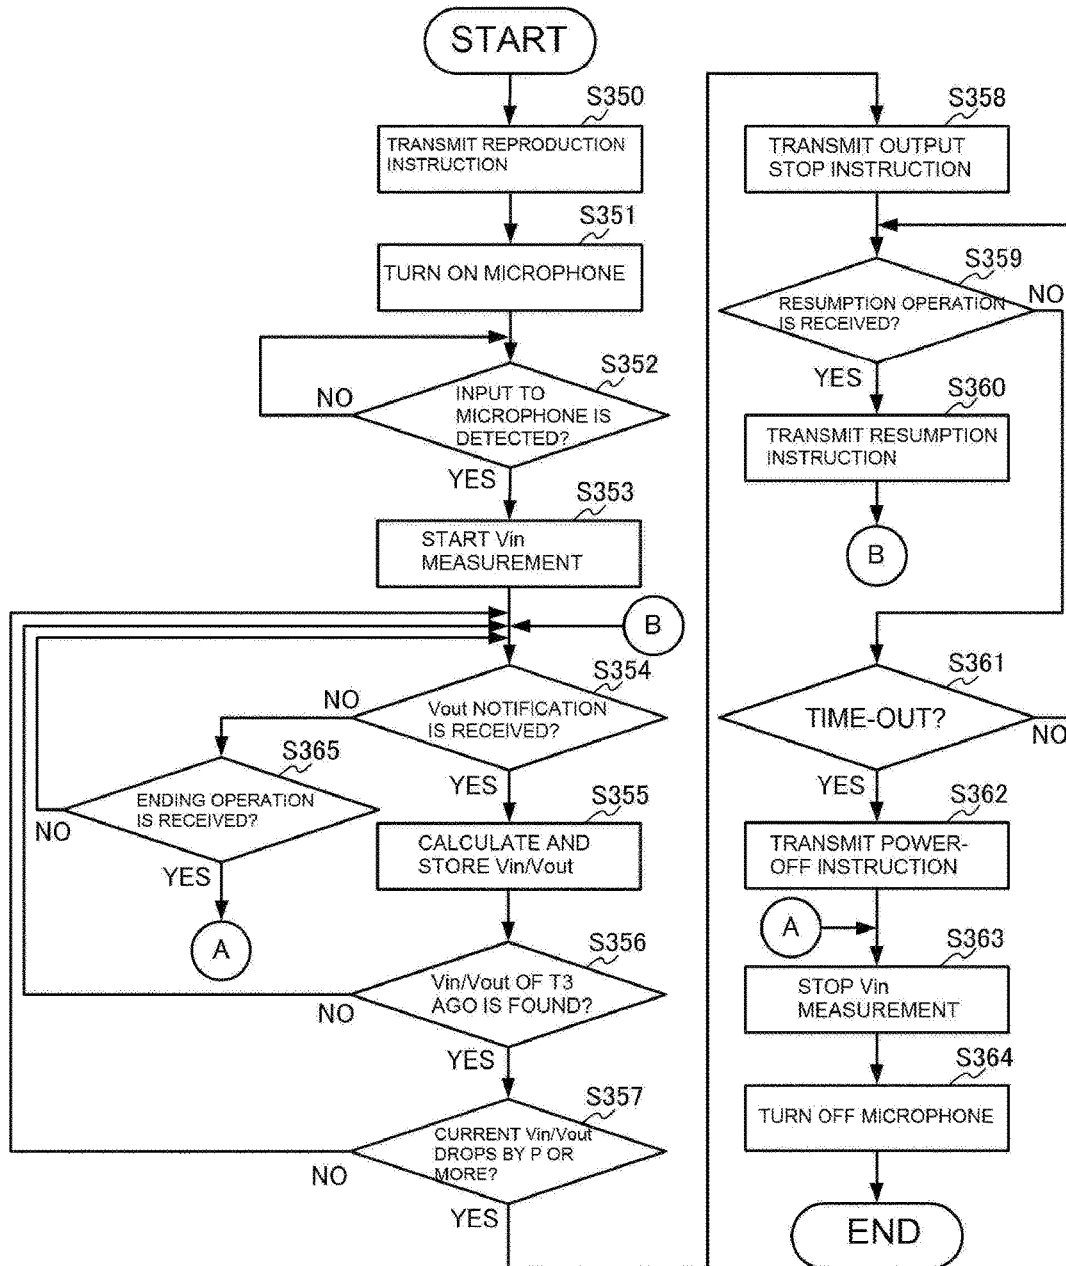 START
S350
TRANSMIT REPRODUCTION
INSTRUCTION
S351
TURN ON MICROPHONE
S352
NO
INPUT TO
MICROPHONE IS
DETECTED?
YES
S353
START Vin
MEASUREMENT
B
S354
NO
Vout NOTIFICATION
IS RECEIVED?
YES
S365
ENDING OPERATION
IS RECEIVED?
NO
YES
A
S355
CALCULATE AND
STORE Vin/Vout
S356
Vin/Vout OF T3
AGO IS FOUND?
NO
YES
S357
CURRENT Vin/Vout
DROPS BY P OR
MORE?
NO
YES
S358
TRANSMIT OUTPUT
STOP INSTRUCTION
S359
RESUMPTION OPERATION
IS RECEIVED?
NO
YES
S360
TRANSMIT RESUMPTION
INSTRUCTION
B
S361
TIME-OUT?
NO
YES
S362
TRANSMIT POWER-
OFF INSTRUCTION
A
S363
STOP Vin
MEASUREMENT
S364
TURN OFF MICROPHONE
END